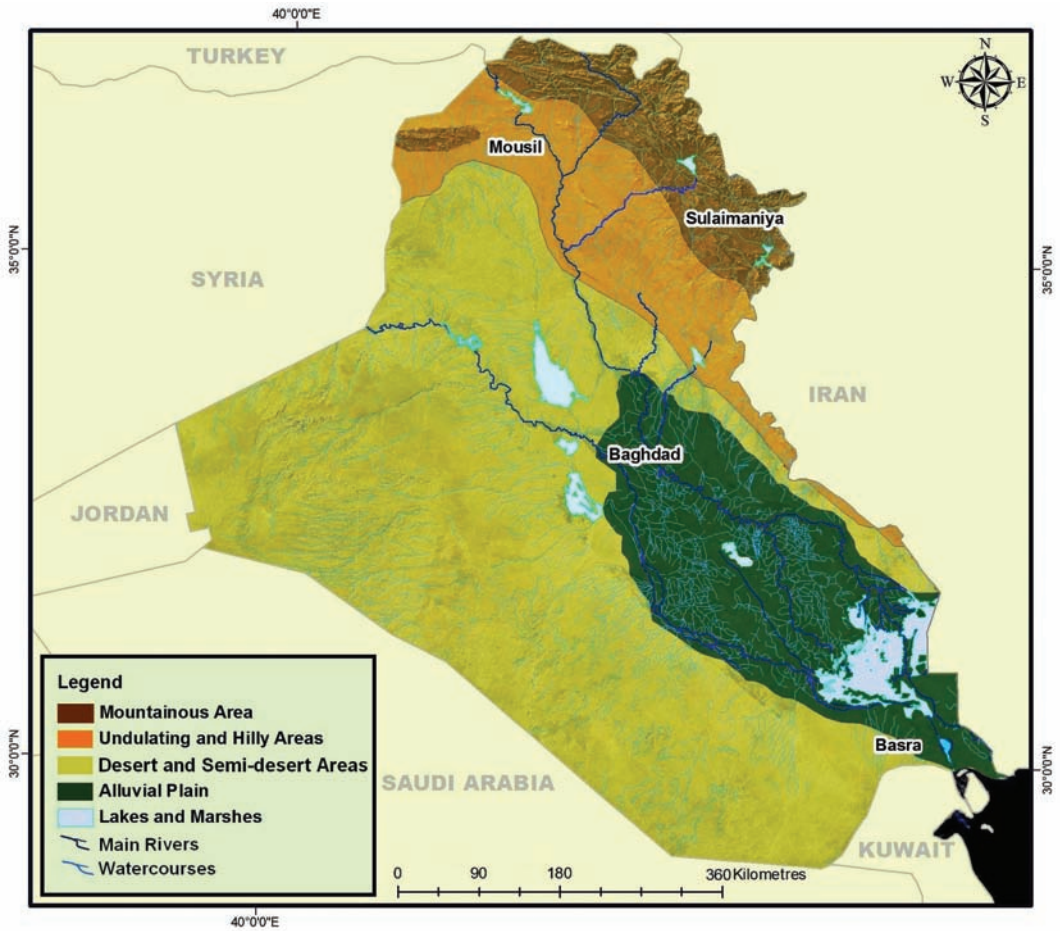 40°0'0"E
TURKEY
N
W
E
S
Mousil
Sulaimaniya
35°0'0"N
35°0'0"N
SYRIA
IRAN
Baghdad
JORDAN
Legend
Mountainous Area
Undulating and Hilly Areas
Desert and Semi-desert Areas
Alluvial Plain
Lakes and Marshes
Main Rivers
Watercourses
Basra
30°0'0"N
30°0'0"N
SAUDI ARABIA
KUWAIT
0 90 180 360 Kilometres
40°0'0"E